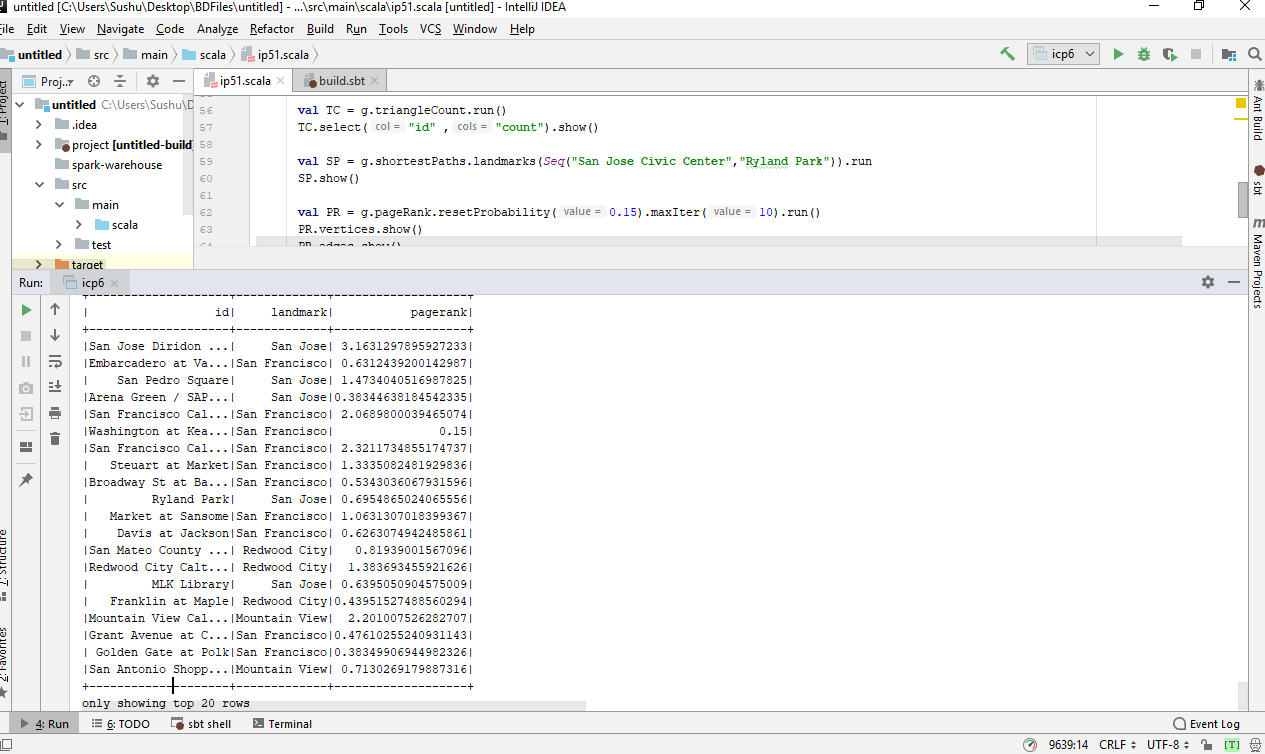 untitled [C:\Users\Sushu\Desktop\BDFiles\untitled] - ...\src\main\scala\ip51.scala [untitled] - IntelliJ IDEA
File Edit View Navigate Code Analyze Refactor Build Run Tools VCS Window Help
untitled src main scala ip51.scala icp6
1: Project
Proj..
ip51.scala build.sbt
untitled C:\Users\Sushu\D
.idea
project [untitled-build]
spark-warehouse
src
main
scala
test
target
56 val TC = g.triangleCount.run()
57 TC.select( col = "id" , cols = "count").show()
58
59 val SP = g.shortestPaths.landmarks(Seq("San Jose Civic Center","Ryland Park")).run
60 SP.show()
61
62 val PR = g.pageRank.resetProbability( value = 0.15).maxIter( value = 10).run()
63 PR.vertices.show()
64 PR.edges.show()
Ant Build
sbt
Maven Projects
Run: icp6
+--------------------+-------------+-------------------+
| id| landmark| pagerank|
+--------------------+-------------+-------------------+
|San Jose Diridon ...| San Jose| 3.1631297895927233|
|Embarcadero at Va...|San Francisco| 0.6312439200142987|
| San Pedro Square| San Jose| 1.4734040516987825|
|Arena Green / SAP...| San Jose|0.38344638184542335|
|San Francisco Cal...|San Francisco| 2.0689800039465074|
|Washington at Kea...|San Francisco| 0.15|
|San Francisco Cal...|San Francisco| 2.3211734855174737|
| Steuart at Market|San Francisco| 1.3335082481929836|
|Broadway St at Ba...|San Francisco| 0.5343036067931596|
| Ryland Park| San Jose| 0.6954865024065556|
| Market at Sansome|San Francisco| 1.0631307018399367|
| Davis at Jackson|San Francisco| 0.6263074942485861|
|San Mateo County ...| Redwood City| 0.81939001567096|
|Redwood City Calt...| Redwood City| 1.383693455921626|
| MLK Library| San Jose| 0.6395050904575009|
| Franklin at Maple| Redwood City|0.43951527488560294|
|Mountain View Cal...|Mountain View| 2.201007526282707|
|Grant Avenue at C...|San Francisco|0.47610255240931143|
| Golden Gate at Polk|San Francisco|0.38349906944982326|
|San Antonio Shopp...|Mountain View| 0.7130269179887316|
+--------------------+-------------+-------------------+
only showing top 20 rows
7: Structure
2: Favorites
4: Run 6: TODO sbt shell Terminal Event Log
9639:14 CRLF UTF-8 [T]